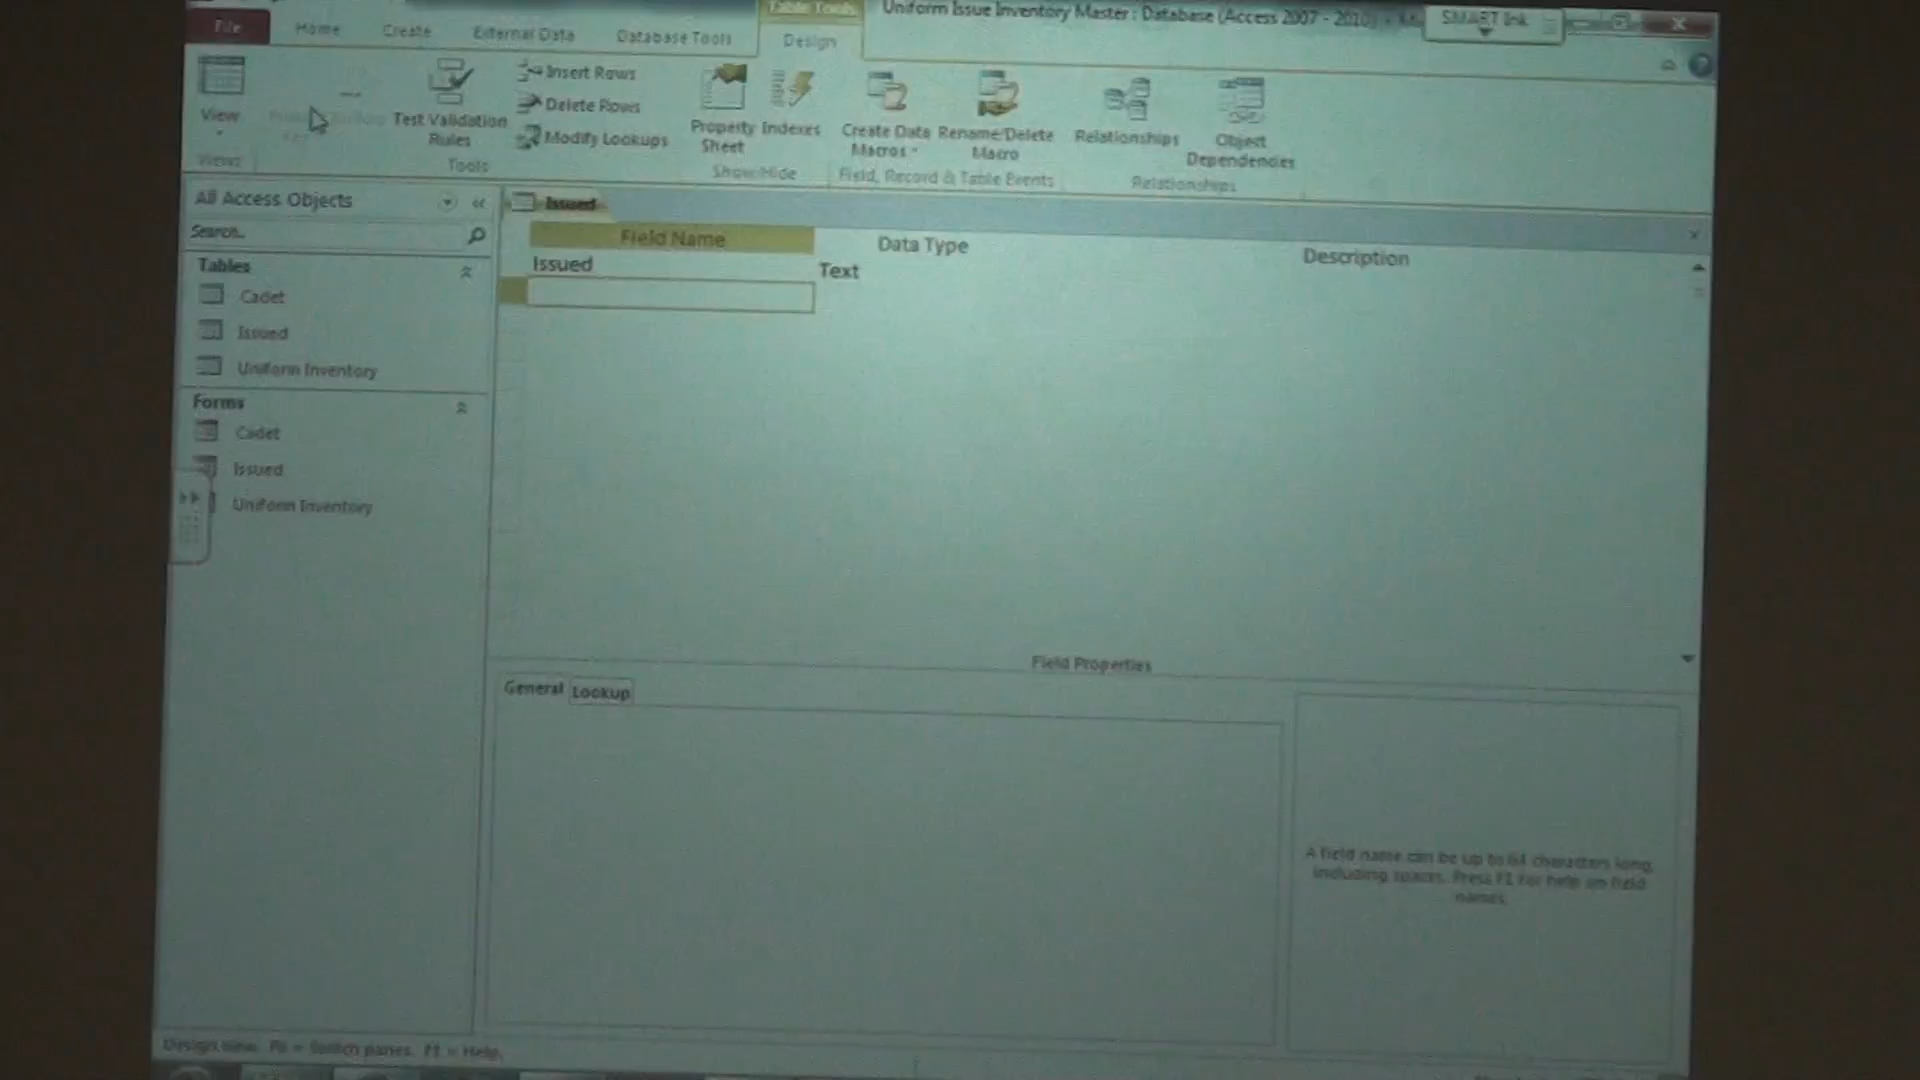 Table Tools
Uniform Issue Inventory Master : Database (Access 2007 - 2010)
SMART Ink
File
Home
Create
External Data
Database Tools
Design
View
Test Validation
Rules
Insert Rows
Delete Rows
Modify Lookups
Property
Sheet
Indexes
Create Data
Macros
Rename/Delete
Macro
Relationships
Object
Dependencies
Views
Tools
Show/Hide
Field, Record & Table Events
Relationships
All Access Objects
Search...
Tables
Cadet
Issued
Uniform Inventory
Forms
Cadet
Issued
Uniform Inventory
Issued
Field Name
Data Type
Description
Issued
Text
Field Properties
General
Lookup
A field name can be up to 64 characters long,
including spaces. Press F1 for help on field
names.
Design view. F6 = Switch panes. F1 = Help.